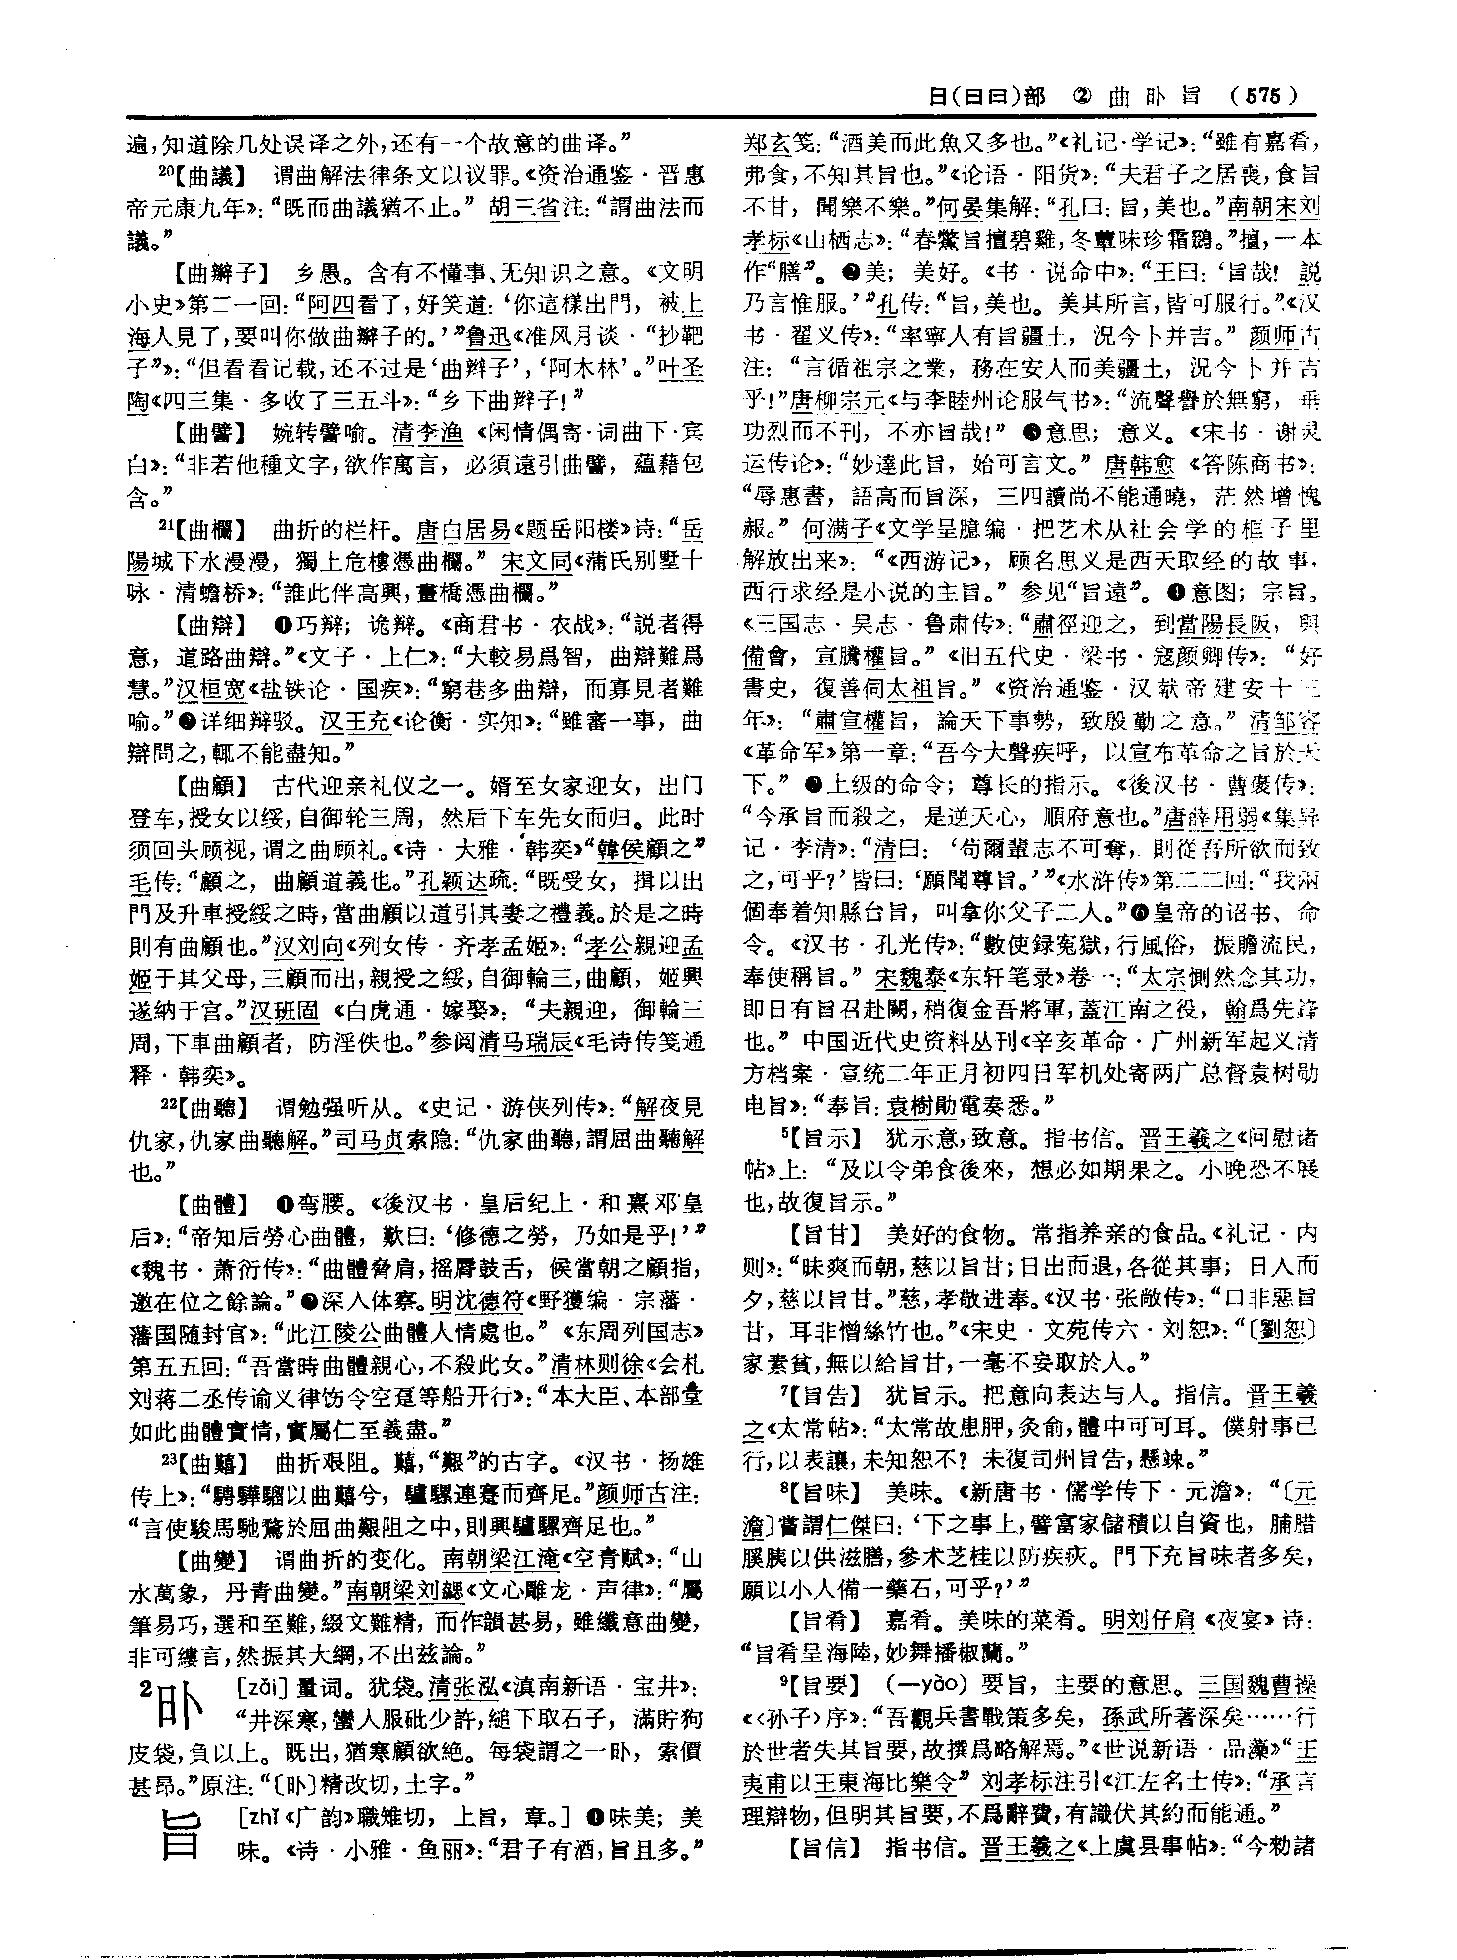 日(日曰)部 ② 曲 卧 旨 (575)
遍,知道除几处误译之外,还有一个故意的曲译。”
²⁰【曲議】 谓曲解法律条文以议罪。《资治通鉴·晋惠
帝元康九年》:“既而曲議猶不止。” 胡三省注:“謂曲法而
議。”
【曲辮子】 乡愚。含有不懂事、无知识之意。《文明
小史》第二一回:“阿四看了,好笑道:‘你這樣出門, 被上
海人見了,要叫你做曲辮子的。’”鲁迅《准风月谈·“抄靶
子”》:“但看看记载,还不过是‘曲辫子’,‘阿木林’。”叶圣
陶《四三集·多收了三五斗》:“乡下曲辫子!”
【曲譬】 婉转譬喻。清李渔《闲情偶寄·词曲下·宾
白》:“非若他種文字,欲作寓言, 必須遠引曲譬, 蘊藉包
含。”
²¹【曲欄】 曲折的栏杆。唐白居易《题岳阳楼》诗:“岳
陽城下水漫漫, 獨上危樓憑曲欄。” 宋文同《蒲氏别墅十
咏·清蟾桥》:“誰此伴高興,畫橋憑曲欄。”
【曲辯】 ❶巧辩; 诡辩。《商君书·农战》:“説者得
意, 道路曲辯。”《文子·上仁》:“大較易爲智, 曲辯難爲
慧。”汉桓宽《盐铁论·国疾》:“窮巷多曲辯, 而寡見者難
喻。”❷详细辩驳。汉王充《论衡·实知》:“雖審一事, 曲
辯問之,輒不能盡知。”
【曲顧】 古代迎亲礼仪之一。婿至女家迎女, 出门
登车,授女以绥,自御轮三周, 然后下车先女而归。此时
须回头顾视,谓之曲顾礼。《诗·大雅·韩奕》“韓侯顧之”
毛传:“顧之, 曲顧道義也。”孔颖达疏:“既受女, 揖以出
門及升車授綏之時,當曲顧以道引其妻之禮義。於是之時
則有曲顧也。”汉刘向《列女传·齐孝孟姬》:“孝公親迎孟
姬于其父母,三顧而出,親授之綏,自御輪三,曲顧, 姬輿
遂纳于宫。”汉班固《白虎通·嫁娶》:“夫親迎, 御輪三
周,下車曲顧者, 防淫佚也。”参阅清马瑞辰《毛诗传笺通
释·韩奕》。
²²【曲聽】 谓勉强听从。《史记·游侠列传》:“解夜見
仇家,仇家曲聽解。”司马贞索隐:“仇家曲聽,謂屈曲聽解
也。”
【曲體】 ❶弯腰。《後汉书·皇后纪上·和熹邓皇
后》:“帝知后勞心曲體, 歎曰:‘修德之勞, 乃如是乎!’”
《魏书·萧衍传》:“曲體脅肩,摇脣鼓舌, 候當朝之顧指,
邀在位之餘論。”❷深入体察。明沈德符《野獲编·宗藩·
藩国随封官》:“此江陵公曲體人情處也。” 《东周列国志》
第五五回:“吾當時曲體親心,不殺此女。”清林则徐《会札
刘蒋二丞传谕义律饬令空趸等船开行》:“本大臣、本部堂
如此曲體實情,實屬仁至義盡。”
²³【曲囏】 曲折艰阻。囏,“艱”的古字。《汉书·扬雄
传上》:“騁驊騮以曲囏兮, 驢騾連蹇而齊足。”颜师古注:
“言使駿馬馳騖於屈曲艱阻之中,則與驢騾齊足也。”
【曲變】 谓曲折的变化。南朝梁江淹《空青赋》:“山
水萬象, 丹青曲變。”南朝梁刘勰《文心雕龙·声律》:“屬
筆易巧,選和至難,綴文難精, 而作韻甚易, 雖纖意曲變,
非可縷言,然振其大綱,不出兹論。”
²卧 [zǎi]量词。犹袋。清张泓《滇南新语·宝井》:
“井深寒,蠻人服砒少許,縋下取石子, 滿貯狗
皮袋,負以上。既出,猶寒顫欲絶。每袋謂之一卧, 索價
甚昂。”原注:“〔卧〕精改切,土字。”
旨 [zhǐ《广韵》職雉切, 上旨, 章。] ❶味美; 美
味。《诗·小雅·鱼丽》:“君子有酒,旨且多。”
郑玄笺:“酒美而此魚又多也。”《礼记·学记》:“雖有嘉肴,
弗食,不知其旨也。”《论语·阳货》:“夫君子之居喪,食旨
不甘, 聞樂不樂。”何晏集解:“孔曰:旨,美也。”南朝宋刘
孝标《山栖志》:“春鷩旨擅碧雞,冬蕈味珍霜鵽。”擅,一本
作“膳”。❷美; 美好。《书·说命中》:“王曰:‘旨哉! 説
乃言惟服。’”孔传:“旨,美也。美其所言,皆可服行。”《汉
书·翟义传》:“率寧人有旨疆土, 況今卜并吉。” 颜师古
注: “言循祖宗之業, 務在安人而美疆土, 況今卜并吉
乎!”唐柳宗元《与李睦州论服气书》:“流聲譽於無窮, 垂
功烈而不刊, 不亦旨哉!” ❸意思; 意义。《宋书·谢灵
运传论》:“妙達此旨, 始可言文。” 唐韩愈《答陈商书》:
“辱惠書, 語高而旨深, 三四讀尚不能通曉, 茫然增愧
赧。” 何满子《文学呈臆编·把艺术从社会学的框子里
解放出来》: “《西游记》, 顾名思义是西天取经的故事,
西行求经是小说的主旨。” 参见“旨遠”。❹意图; 宗旨。
《三国志·吴志·鲁肃传》:“肅徑迎之, 到當陽長阪, 與
備會, 宣騰權旨。”《旧五代史·梁书·寇颜卿传》: “好
書史, 復善伺太祖旨。”《资治通鉴·汉献帝建安十三
年》: “肅宣權旨, 論天下事勢, 致殷勤之意。” 清邹容
《革命军》第一章:“吾今大聲疾呼, 以宣布革命之旨於天
下。” ❺上级的命令; 尊长的指示。《後汉书·曹褒传》:
“今承旨而殺之, 是逆天心, 順府意也。”唐薛用弱《集异
记·李清》:“清曰: ‘苟爾輩志不可奪, 則從吾所欲而致
之,可乎?’皆曰:‘願聞尊旨。’”《水浒传》第二二回:“我兩
個奉着知縣台旨, 叫拿你父子二人。”❻皇帝的诏书、命
令。《汉书·孔光传》:“數使録冤獄,行風俗, 振贍流民,
奉使稱旨。” 宋魏泰《东轩笔录》卷一:“太宗惻然念其功,
即日有旨召赴闕,稍復金吾將軍,蓋江南之役, 翰爲先鋒
也。” 中国近代史资料丛刊《辛亥革命·广州新军起义清
方档案·宣统二年正月初四日军机处寄两广总督袁树勋
电旨》:“奉旨:袁樹勛電奏悉。”
⁵【旨示】 犹示意,致意。指书信。晋王羲之《问慰诸
帖》上: “及以令弟食後來, 想必如期果之。小晚恐不展
也,故復旨示。”
【旨甘】 美好的食物。常指养亲的食品。《礼记·内
则》:“昧爽而朝,慈以旨甘;日出而退,各從其事; 日入而
夕,慈以旨甘。”慈,孝敬进奉。《汉书·张敞传》:“口非惡旨
甘, 耳非憎絲竹也。”《宋史·文苑传六·刘恕》:“〔劉恕〕
家素貧,無以給旨甘,一毫不妄取於人。”
⁷【旨告】 犹旨示。把意向表达与人。指信。晋王羲
之《太常帖》:“太常故患胛,灸俞,體中可可耳。僕射事已
行,以表讓,未知恕不? 未復司州旨告,懸竦。”
⁸【旨味】 美味。《新唐书·儒学传下·元澹》: “〔元
澹〕嘗謂仁傑曰:‘下之事上,譬富家儲積以自資也, 脯腊
膎胰以供滋膳,參术芝桂以防疾疢。門下充旨味者多矣,
願以小人備一藥石,可乎?’”
【旨肴】 嘉肴。美味的菜肴。明刘仔肩《夜宴》诗:
“旨肴呈海陸,妙舞播椒蘭。”
⁹【旨要】 (—yào) 要旨, 主要的意思。三国魏曹操
《〈孙子〉序》:“吾觀兵書戰策多矣, 孫武所著深矣……行
於世者失其旨要,故撰爲略解焉。”《世说新语·品藻》“王
夷甫以王東海比樂令” 刘孝标注引《江左名士传》:“承言
理辯物,但明其旨要,不爲辭費,有識伏其約而能通。”
【旨信】 指书信。晋王羲之《上虞县事帖》:“今勑諸